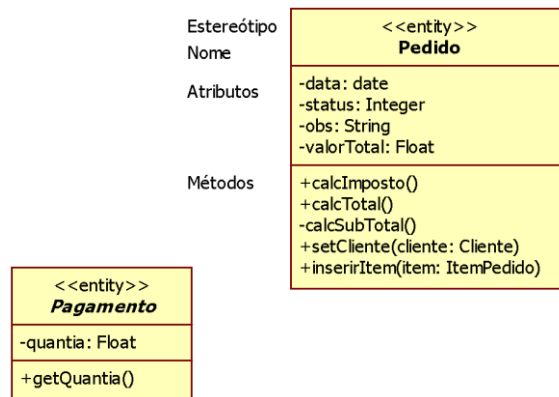 Estereótipo
Nome
Atributos
Métodos
<<entity>>
Pedido
-data: date
-status: Integer
-obs: String
-valorTotal: Float
+calcImposto()
+calcTotal()
-calcSubTotal()
+setCliente(cliente: Cliente)
+inserirItem(item: ItemPedido)
<<entity>>
Pagamento
-quantia: Float
+getQuantia()